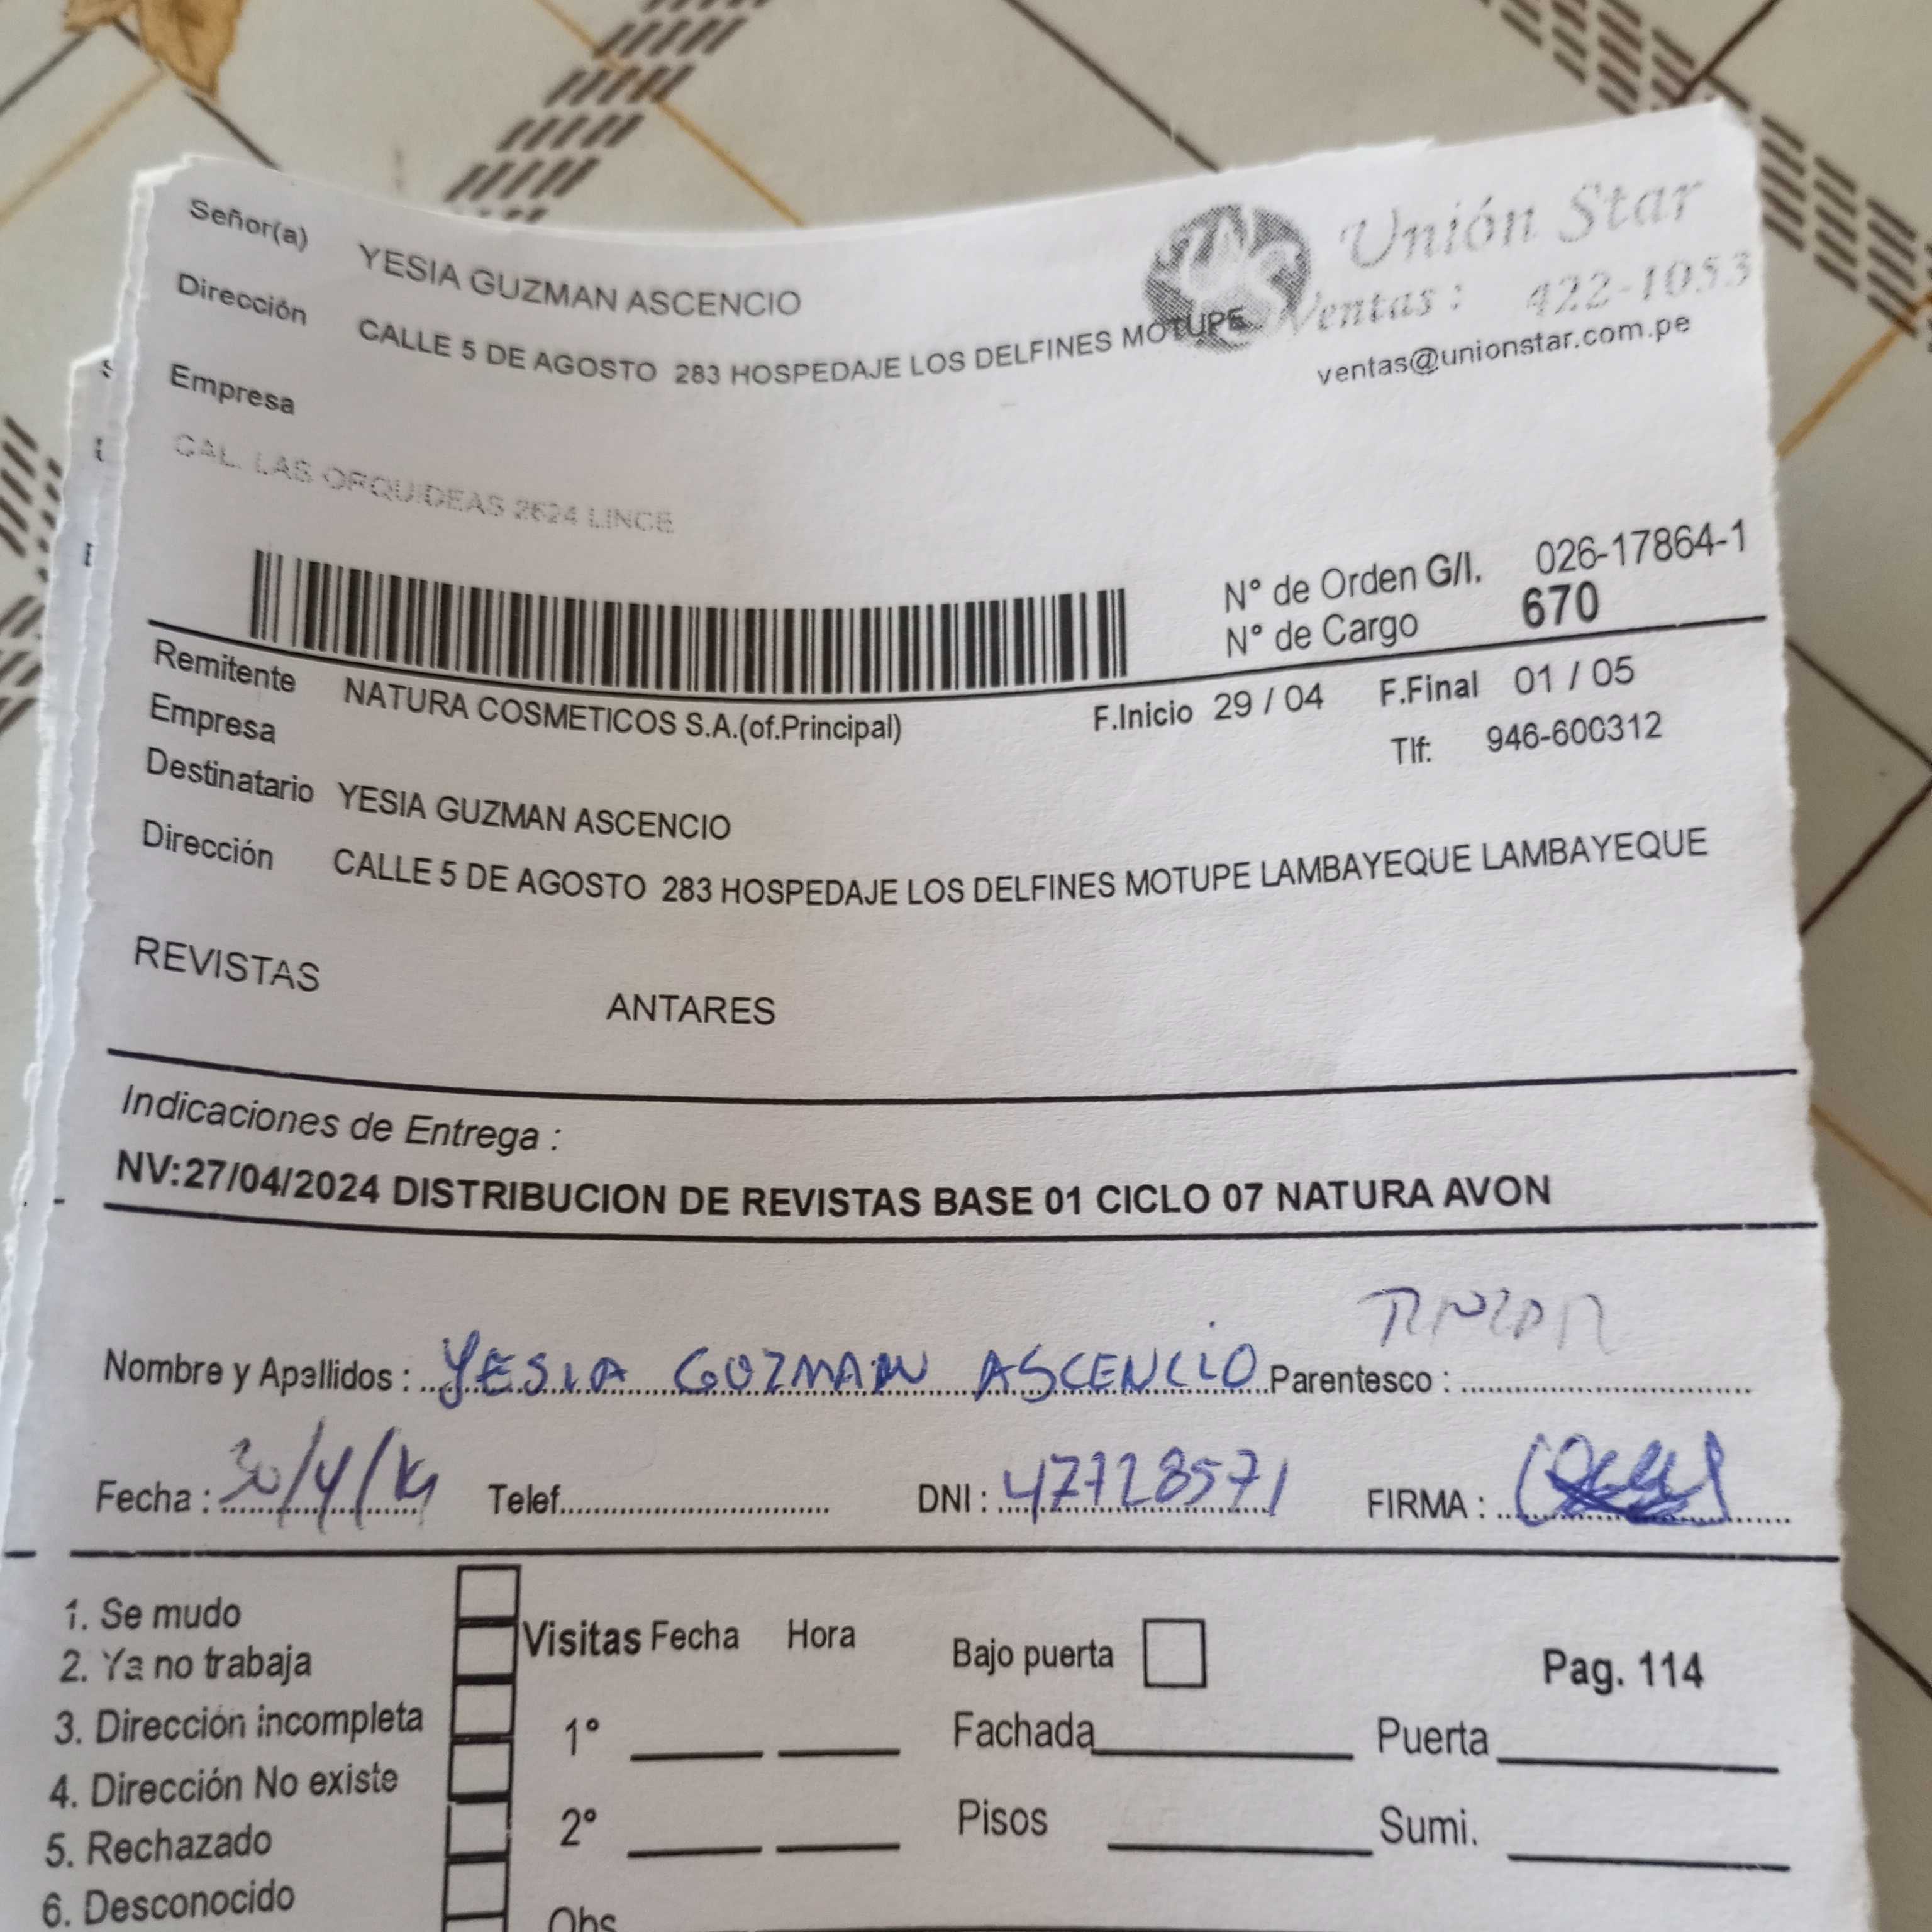 Señor(a) YESIA GUZMAN ASCENCIO
Unión Star
Dirección CALLE 5 DE AGOSTO 283 HOSPEDAJE LOS DELFINES MOTUPE
Ventas : 422-1053
ventas@unionstar.com.pe
Empresa
CAL. LAS ORQUIDEAS 2624 LINCE
N° de Orden G/I. 026-17864-1
N° de Cargo 670
Remitente NATURA COSMETICOS S.A.(of.Principal) F.Inicio 29 / 04 F.Final 01 / 05
Empresa Tlf: 946-600312
Destinatario YESIA GUZMAN ASCENCIO
Dirección CALLE 5 DE AGOSTO 283 HOSPEDAJE LOS DELFINES MOTUPE LAMBAYEQUE LAMBAYEQUE
REVISTAS
ANTARES
Indicaciones de Entrega :
NV:27/04/2024 DISTRIBUCION DE REVISTAS BASE 01 CICLO 07 NATURA AVON
Nombre y Apallidos : YESIA GUZMAN ASCENCIO Parentesco :
Fecha : 30/4/ Telef. DNI : 47728571 FIRMA :
1. Se mudo
2. Ya no trabaja
3. Dirección incompleta
4. Dirección No existe
5. Rechazado
6. Desconocido
Visitas Fecha Hora
1°
2°
Obs
Bajo puerta
Pag. 114
Fachada Puerta
Pisos Sumi.